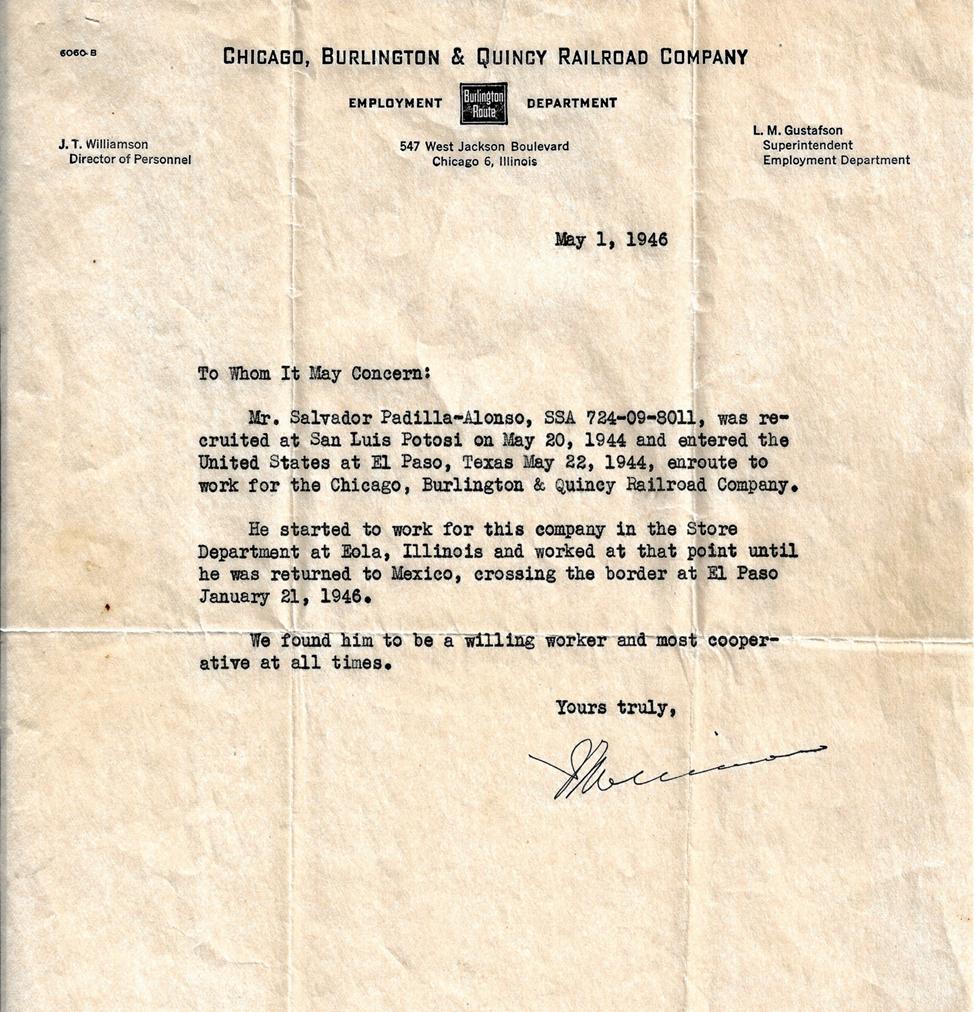 6060-B
CHICAGO, BURLINGTON & QUINCY RAILROAD COMPANY
EMPLOYMENT Burlington Route DEPARTMENT
J. T. Williamson
Director of Personnel
547 West Jackson Boulevard
Chicago 6, Illinois
L. M. Gustafson
Superintendent
Employment Department
May 1, 1946
To Whom It May Concern:
Mr. Salvador Padilla-Alonso, SSA 724-09-8011, was re-
cruited at San Luis Potosi on May 20, 1944 and entered the
United States at El Paso, Texas May 22, 1944, enroute to
work for the Chicago, Burlington & Quincy Railroad Company.
He started to work for this company in the Store
Department at Eola, Illinois and worked at that point until
he was returned to Mexico, crossing the border at El Paso
January 21, 1946.
We found him to be a willing worker and most cooper-
ative at all times.
Yours truly,